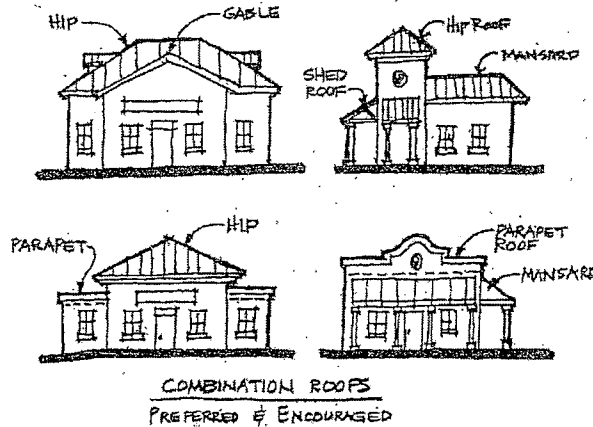 HIP
GABLE
HIP ROOF
MANSARD
SHED
ROOF
PARAPET
HIP
PARAPET
ROOF
MANSARD
COMBINATION ROOFS
PREFERRED & ENCOURAGED